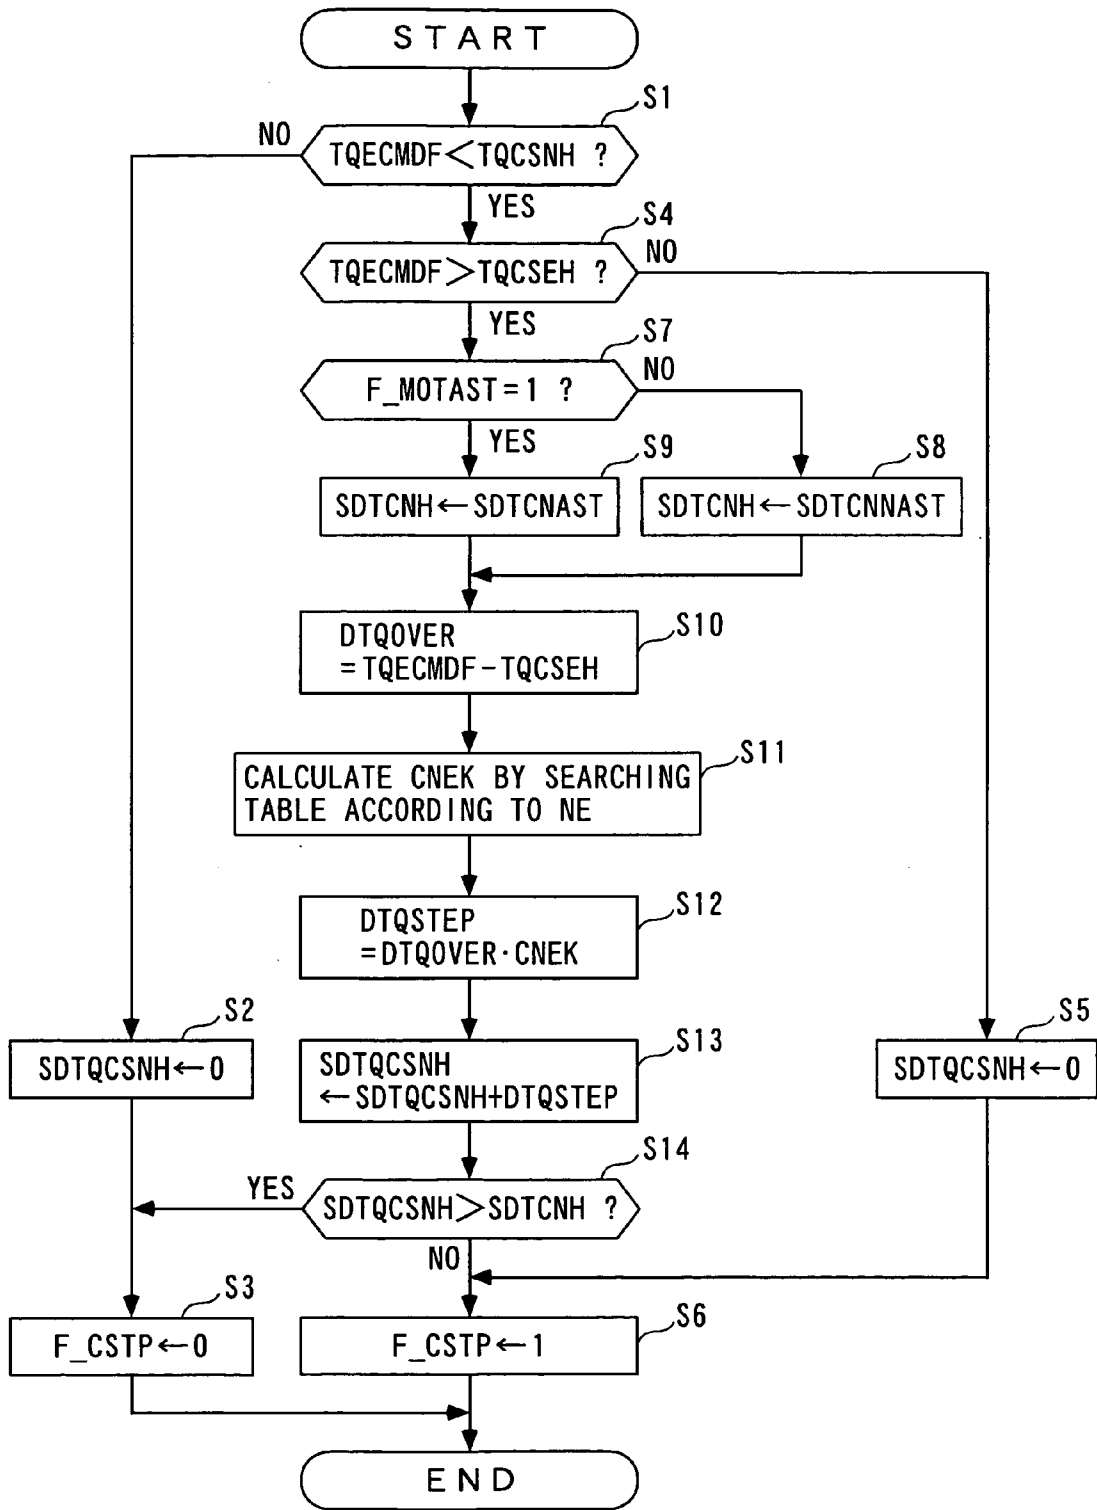 START
S1
NO
TQECMDF<TQCSNH ?
YES
S4
NO
TQECMDF>TQCSEH ?
YES
S7
NO
F_MOTAST=1 ?
YES
S9
S8
SDTCNH←SDTCNAST
SDTCNH←SDTCNNAST
S10
DTQOVER
=TQECMDF-TQCSEH
S11
CALCULATE CNEK BY SEARCHING
TABLE ACCORDING TO NE
S12
DTQSTEP
=DTQOVER·CNEK
S2
S13
S5
SDTQCSNH←0
SDTQCSNH
←SDTQCSNH+DTQSTEP
SDTQCSNH←0
S14
YES
SDTQCSNH>SDTCNH ?
NO
S3
S6
F_CSTP←0
F_CSTP←1
END